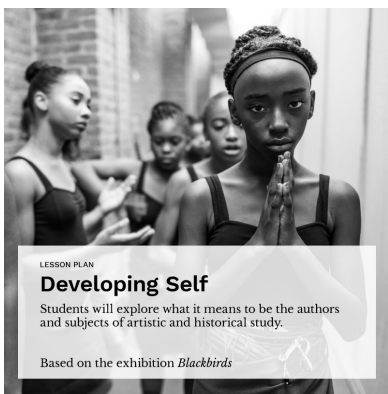 LESSON PLAN
Developing Self
Students will explore what it means to be the authors
and subjects of artistic and historical study.
Based on the exhibition Blackbirds